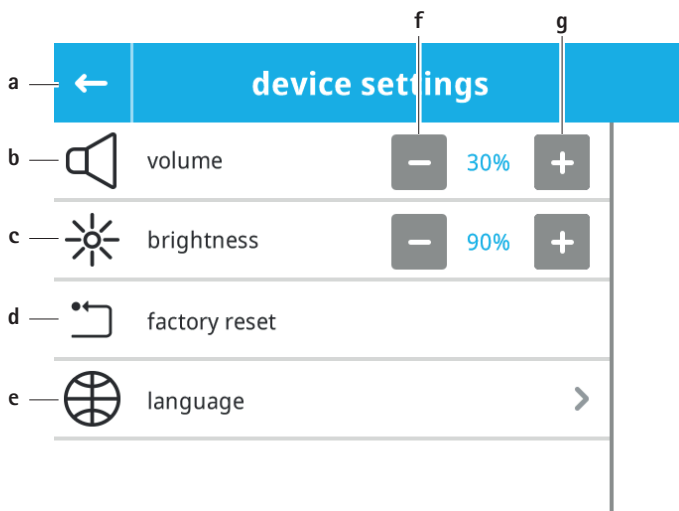 f g
a device settings
b volume − 30% +
c brightness − 90% +
d factory reset
e language